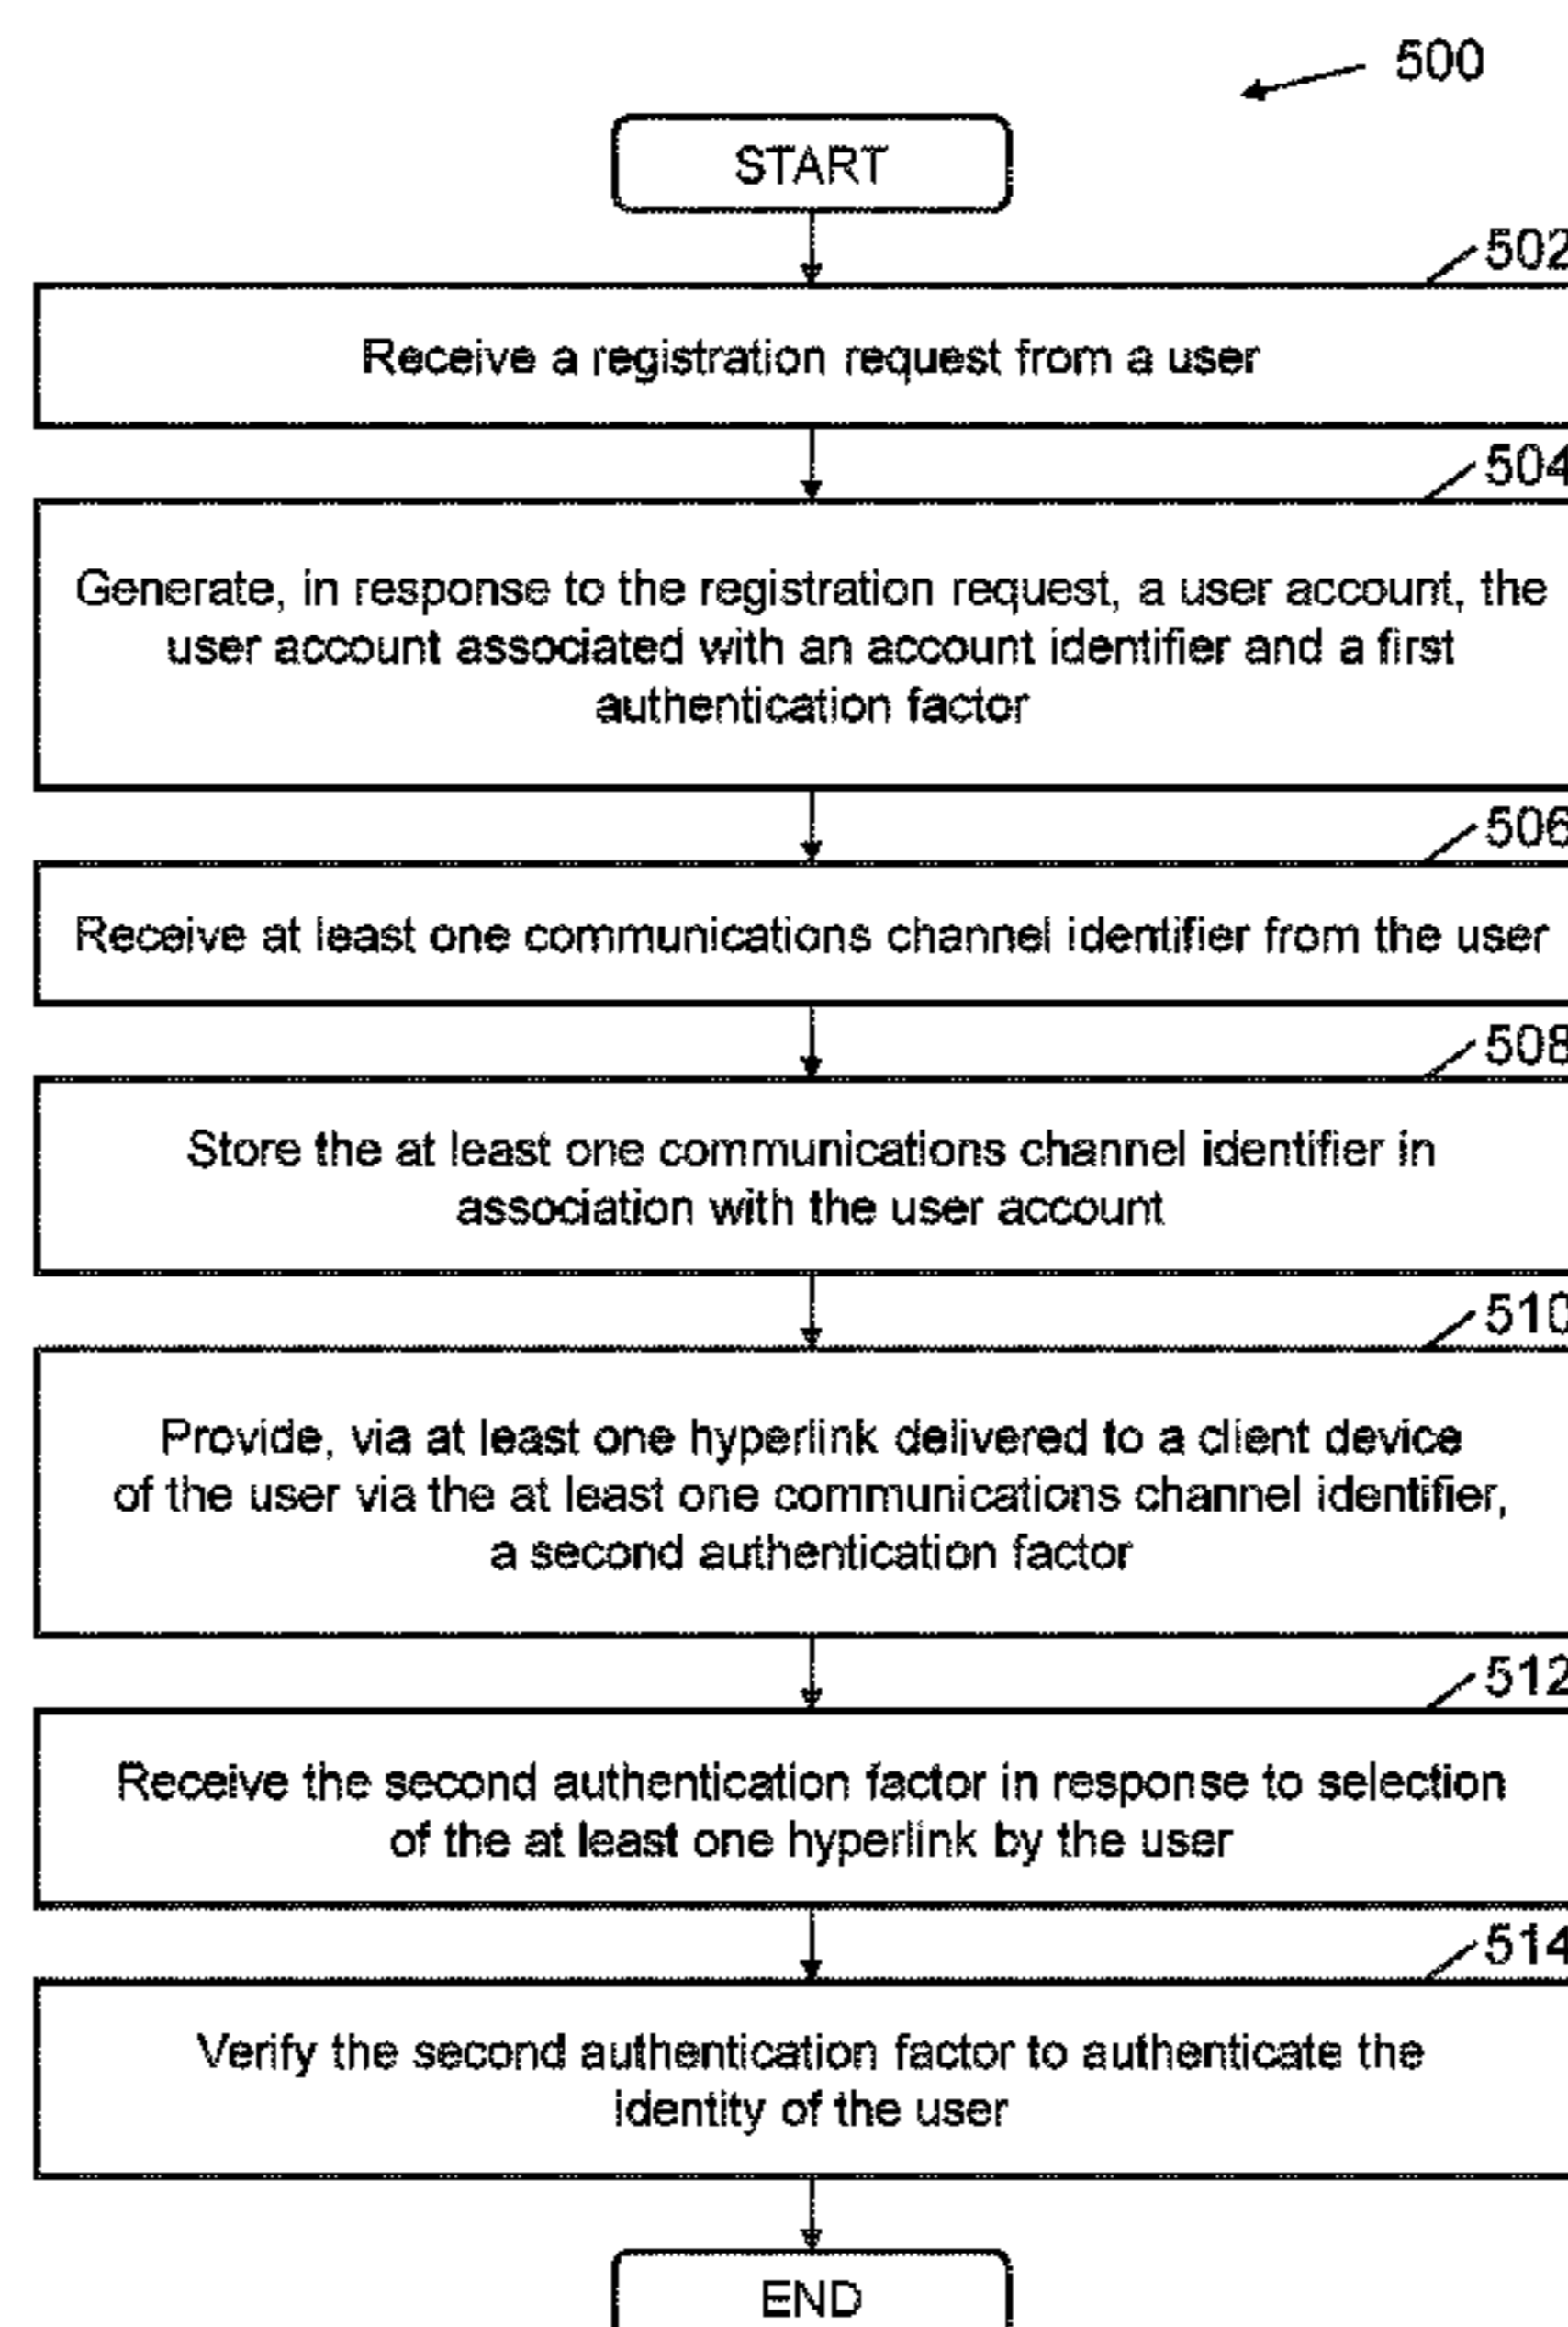 500
START
502
Receive a registration request from a user
504
Generate, in response to the registration request, a user account, the
user account associated with an account identifier and a first
authentication factor
506
Receive at least one communications channel identifier from the user
508
Store the at least one communications channel identifier in
association with the user account
510
Provide, via at least one hyperlink delivered to a client device
of the user via the at least one communications channel identifier,
a second authentication factor
512
Receive the second authentication factor in response to selection
of the at least one hyperlink by the user
514
Verify the second authentication factor to authenticate the
identity of the user
END